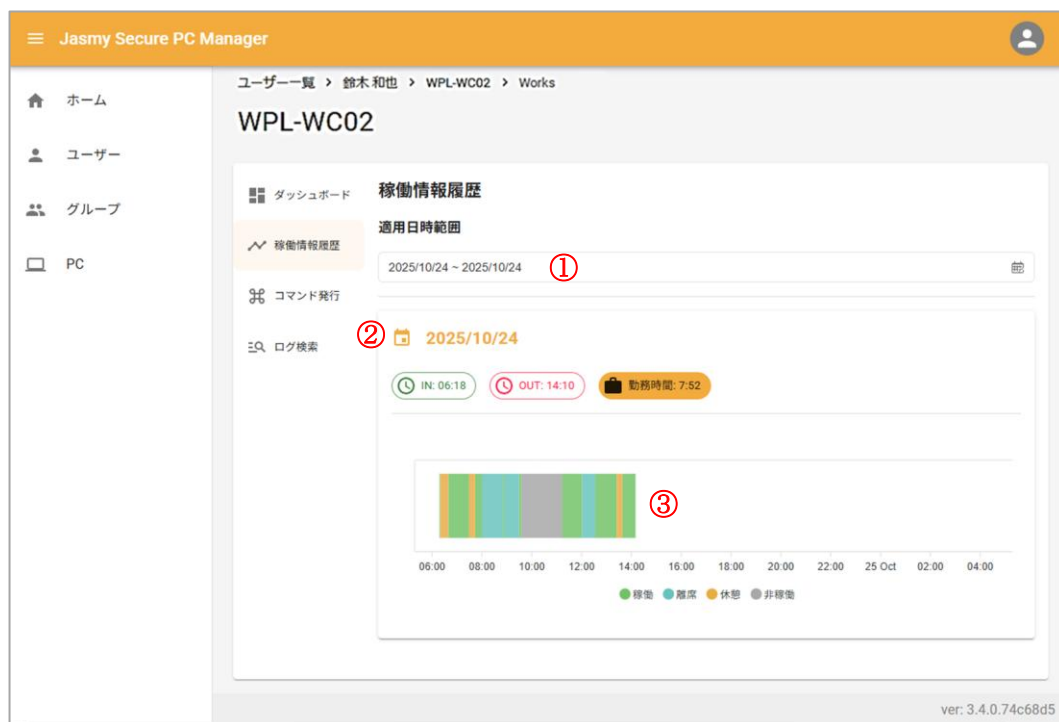 Jasmy Secure PC Manager
ホーム
ユーザー
グループ
PC
ユーザー一覧 > 鈴木 和也 > WPL-WC02 > Works
WPL-WC02
ダッシュボード
稼働情報履歴
コマンド発行
ログ検索
稼働情報履歴
適用日時範囲
2025/10/24 ~ 2025/10/24 ①
② 2025/10/24
IN: 06:18 OUT: 14:10 勤務時間: 7:52
③
06:00 08:00 10:00 12:00 14:00 16:00 18:00 20:00 22:00 25 Oct 02:00 04:00
稼働 離席 休憩 非稼働
ver: 3.4.0.74c68d5